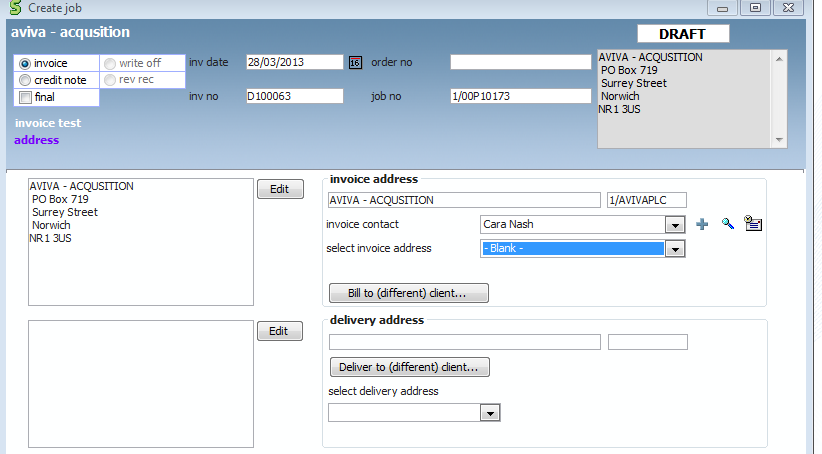 Create job
aviva - acqusition
DRAFT
invoice
write off
inv date
28/03/2013
16
order no
credit note
rev rec
final
inv no
D100063
job no
1/00P10173
AVIVA - ACQUSITION
PO Box 719
Surrey Street
Norwich
NR1 3US
invoice test
address
AVIVA - ACQUSITION
PO Box 719
Surrey Street
Norwich
NR1 3US
Edit
invoice address
AVIVA - ACQUSITION
1/AVIVAPLC
invoice contact
Cara Nash
select invoice address
- Blank -
Bill to (different) client...
Edit
delivery address
Deliver to (different) client...
select delivery address